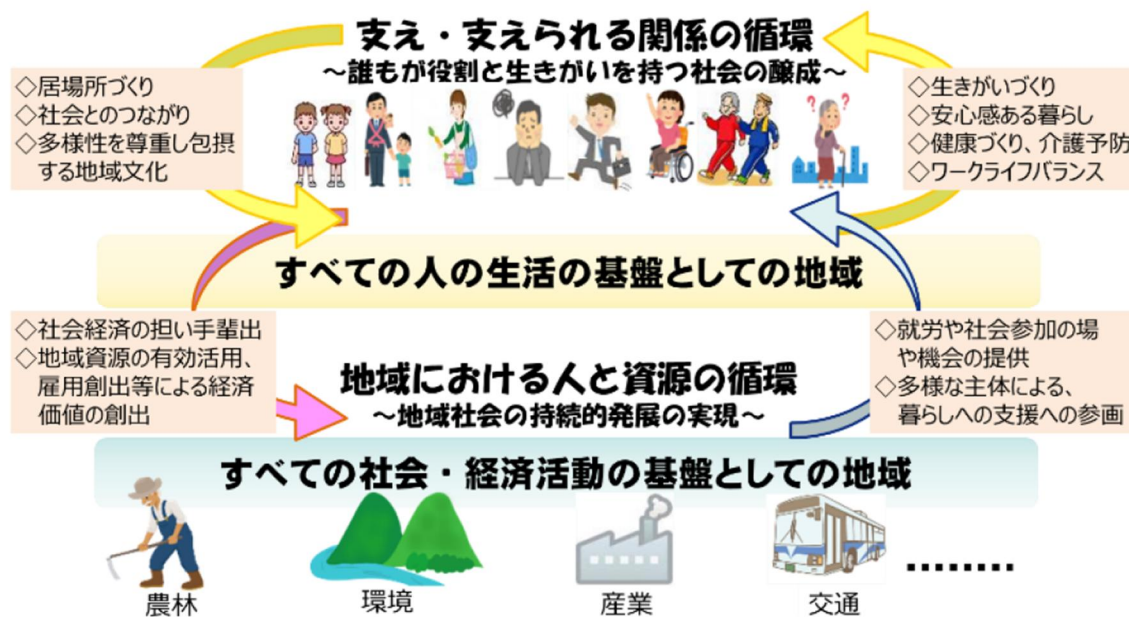 支え・支えられる関係の循環
～誰もが役割と生きがいを持つ社会の醸成～
◇居場所づくり
◇社会とのつながり
◇多様性を尊重し包摂
する地域文化
◇生きがいづくり
◇安心感ある暮らし
◇健康づくり、介護予防
◇ワークライフバランス
? ?
すべての人の生活の基盤としての地域
◇社会経済の担い手輩出
◇地域資源の有効活用、
雇用創出等による経済
価値の創出
地域における人と資源の循環
～地域社会の持続的発展の実現～
◇就労や社会参加の場
や機会の提供
◇多様な主体による、
暮らしへの支援への参画
すべての社会・経済活動の基盤としての地域
農林
環境
産業
交通
………